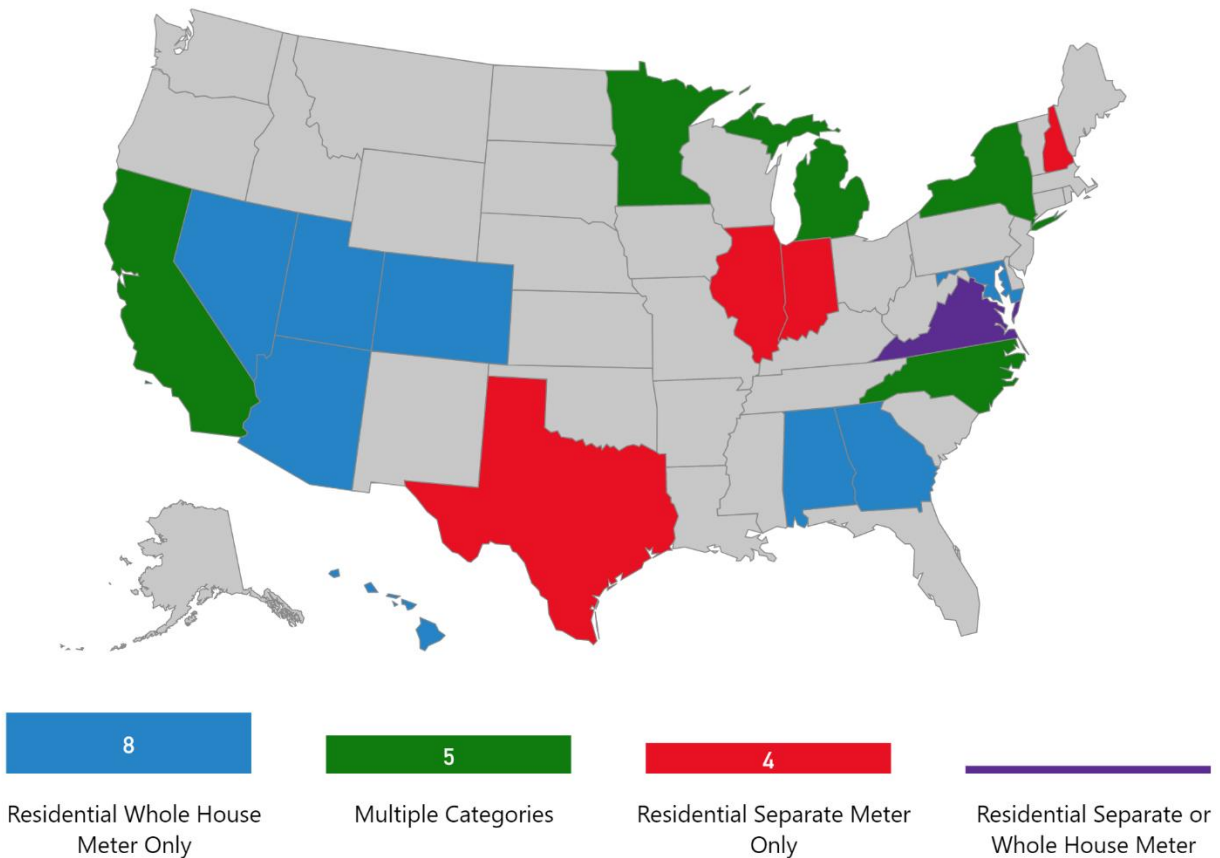 8
5
4
Residential Whole House
Meter Only
Multiple Categories
Residential Separate Meter
Only
Residential Separate or
Whole House Meter